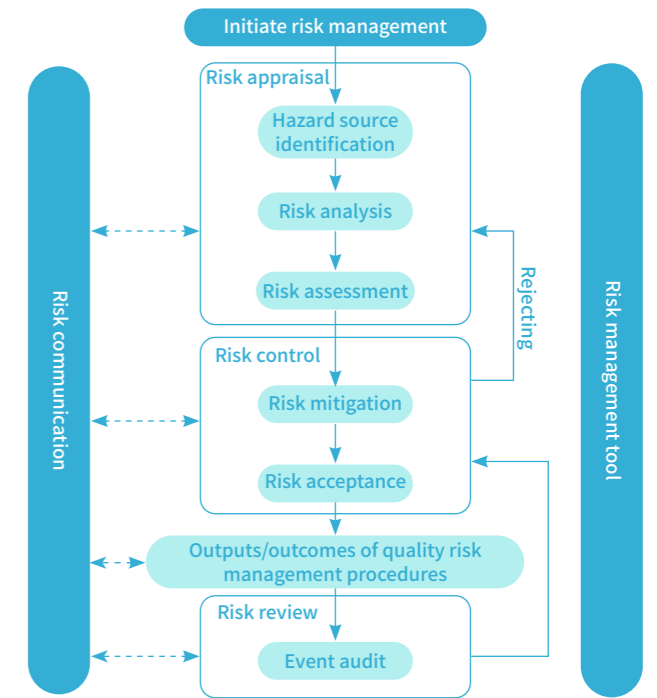 Initiate risk management
Risk appraisal
Hazard source
identification
Risk analysis
Risk assessment
Rejecting
Risk control
Risk mitigation
Risk acceptance
Outputs/outcomes of quality risk
management procedures
Risk review
Event audit
Risk communication
Risk management tool